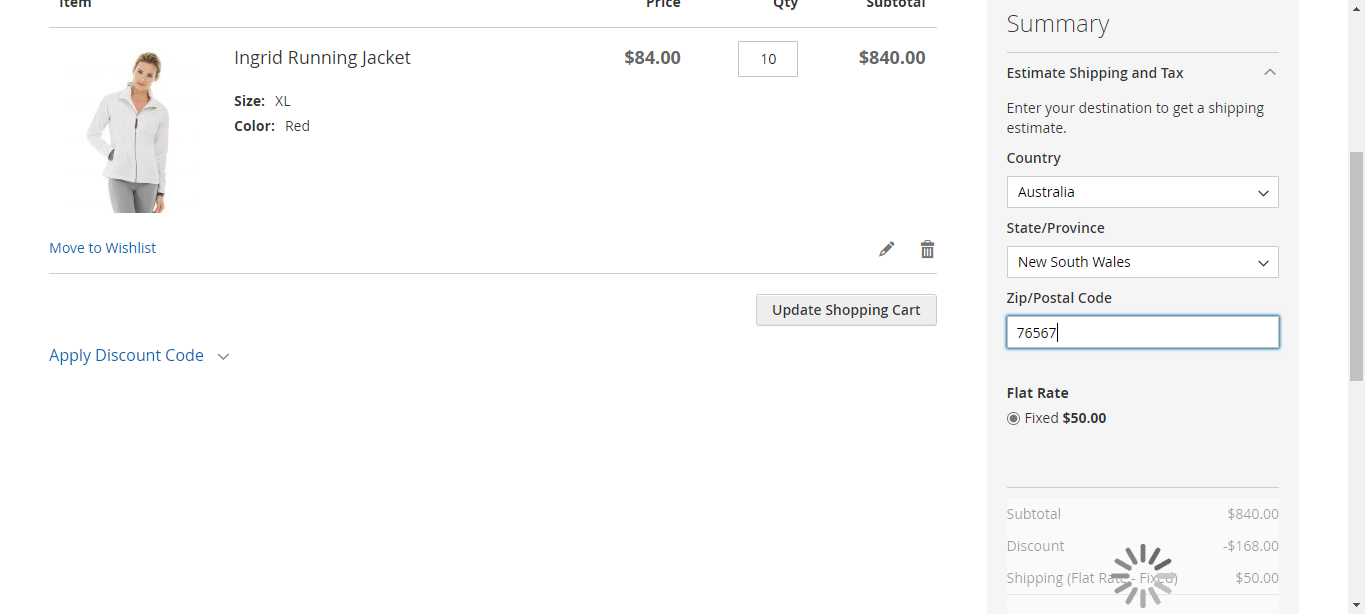 Item Price Qty Subtotal
Ingrid Running Jacket $84.00 10 $840.00
Size: XL
Color: Red
Move to Wishlist
Update Shopping Cart
Apply Discount Code
Summary
Estimate Shipping and Tax
Enter your destination to get a shipping
estimate.
Country
Australia
State/Province
New South Wales
Zip/Postal Code
76567
Flat Rate
Fixed $50.00
Subtotal $840.00
Discount -$168.00
Shipping (Flat Rate - Fixed) $50.00